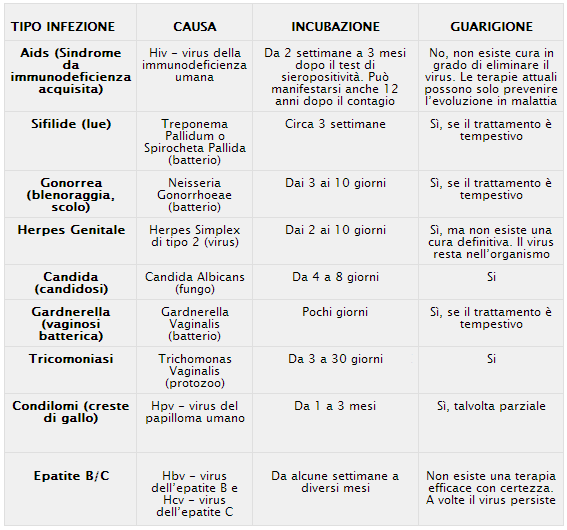 TIPO INFEZIONE CAUSA INCUBAZIONE GUARIGIONE
Aids (Sindrome da immunodeficienza acquisita) Hiv - virus della immunodeficienza umana Da 2 settimane a 3 mesi dopo il test di sieropositività. Può manifestarsi anche 12 anni dopo il contagio No, non esiste cura in grado di eliminare il virus. Le terapie attuali possono solo prevenire l'evoluzione in malattia
Sifilide (lue) Treponema Pallidum o Spirocheta Pallida (batterio) Circa 3 settimane Sì, se il trattamento è tempestivo
Gonorrea (blenoraggia, scolo) Neisseria Gonorrhoeae (batterio) Dai 3 ai 10 giorni Sì, se il trattamento è tempestivo
Herpes Genitale Herpes Simplex di tipo 2 (virus) Dai 2 ai 10 giorni Sì, ma non esiste una cura definitiva. Il virus resta nell'organismo
Candida (candidosi) Candida Albicans (fungo) Da 4 a 8 giorni Si
Gardnerella (vaginosi batterica) Gardnerella Vaginalis (batterio) Pochi giorni Sì, se il trattamento è tempestivo
Tricomoniasi Trichomonas Vaginalis (protozoo) Da 3 a 30 giorni Si
Condilomi (creste di gallo) Hpv - virus del papilloma umano Da 1 a 3 mesi Sì, talvolta parziale
Epatite B/C Hbv - virus dell'epatite B e Hcv - virus dell'epatite C Da alcune settimane a diversi mesi Non esiste una terapia efficace con certezza. A volte il virus persiste